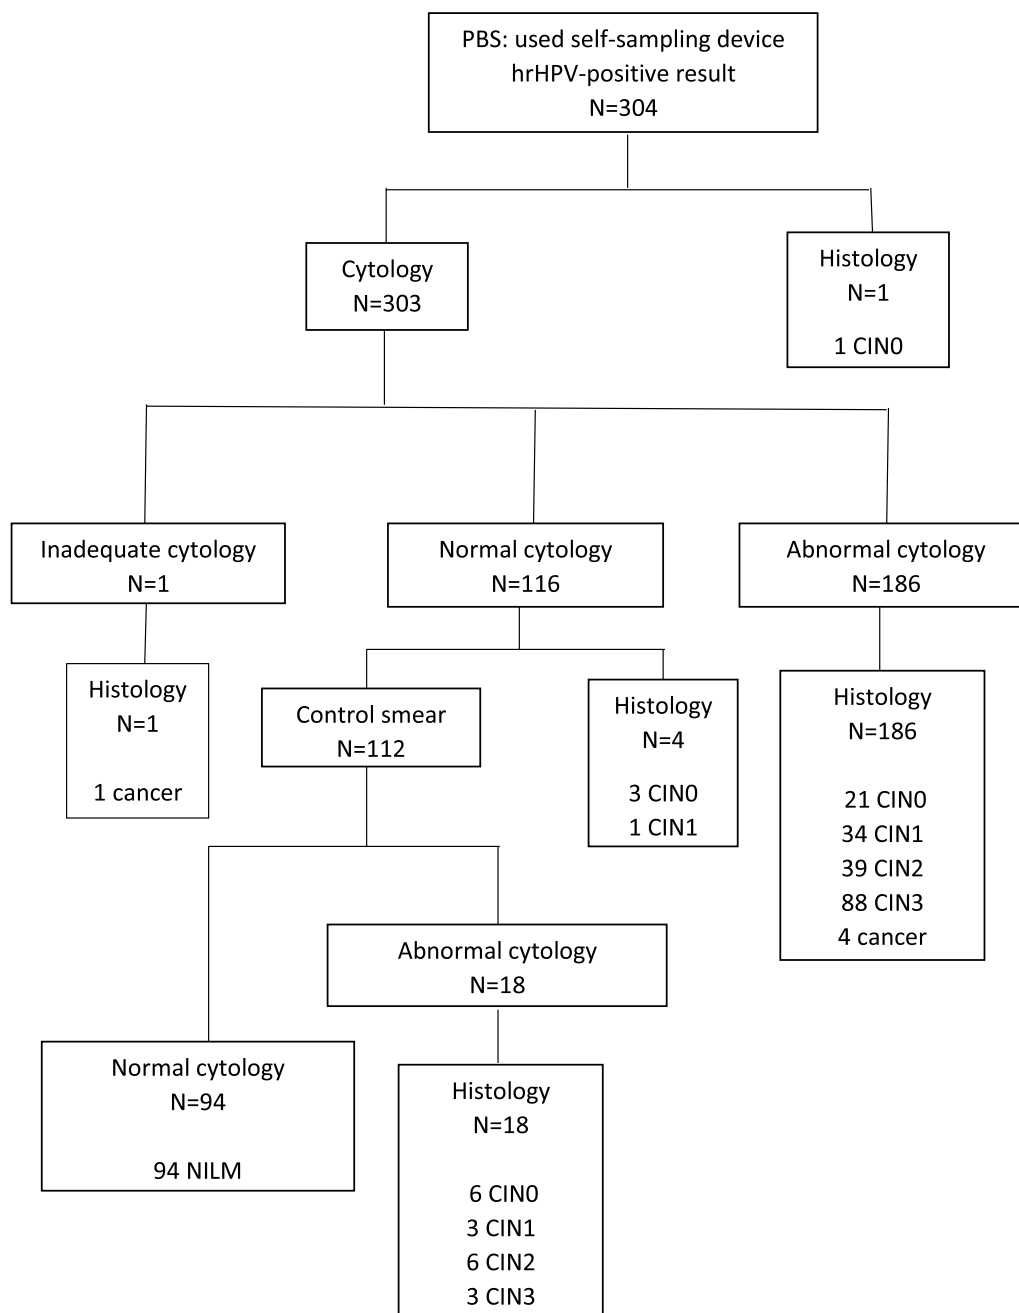 PBS: used self-sampling device
hrHPV-positive result
N=304
Cytology
N=303
Histology
N=1
1 CIN0
Inadequate cytology
N=1
Normal cytology
N=116
Abnormal cytology
N=186
Histology
N=1
1 cancer
Control smear
N=112
Histology
N=4
3 CIN0
1 CIN1
Histology
N=186
21 CIN0
34 CIN1
39 CIN2
88 CIN3
4 cancer
Abnormal cytology
N=18
Normal cytology
N=94
94 NILM
Histology
N=18
6 CIN0
3 CIN1
6 CIN2
3 CIN3